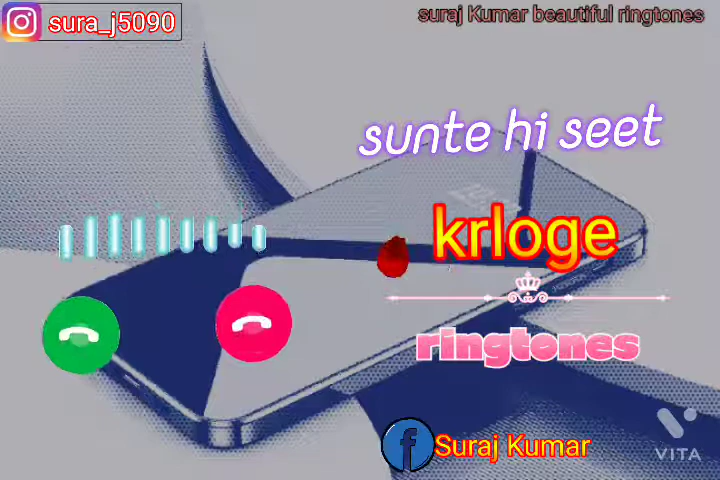 sura_j5090
suraj Kumar beautiful ringtones
sunte hi seet
krloge
ringtones
Suraj Kumar
VITA